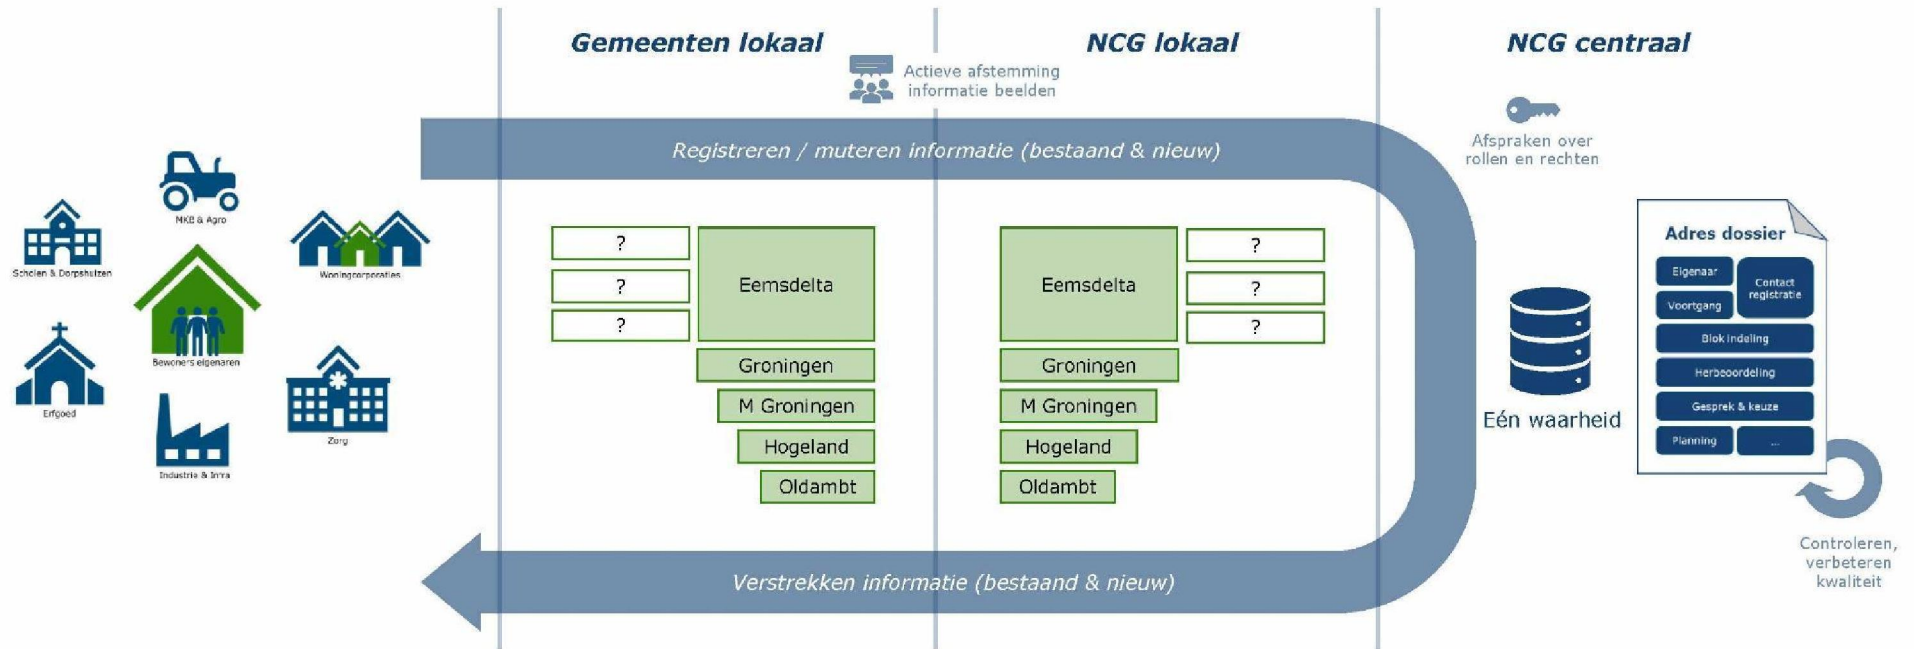 Gemeenten lokaal
NCG lokaal
NCG centraal
Actieve afstemming
informatie beelden
Afspraken over
rollen en rechten
Registreren / muteren informatie (bestaand & nieuw)
MKB & Agro
Scholen & Dorpshuizen
Woningcorporaties
Bewoners eigenaren
Erfgoed
Zorg
Industrie & Infra
?
?
?
Eemsdelta
Groningen
M Groningen
Hogeland
Oldambt
Eemsdelta
?
?
?
Groningen
M Groningen
Hogeland
Oldambt
Eén waarheid
Adres dossier
Eigenaar
Contact
registratie
Voortgang
Blok indeling
Herbeoordeling
Gesprek & keuze
Planning
...
Controleren,
verbeteren
kwaliteit
Verstrekken informatie (bestaand & nieuw)